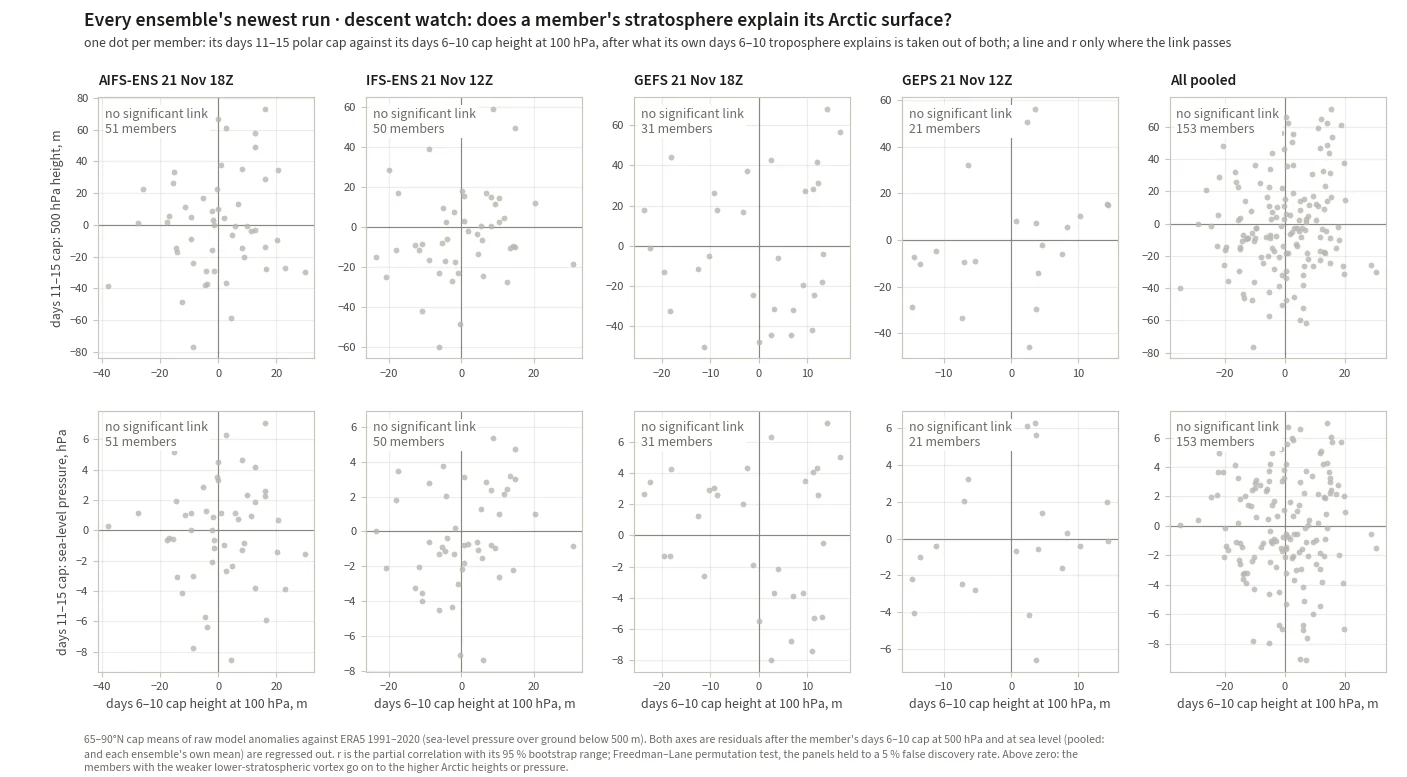 Every ensemble's newest run · descent watch: does a member's stratosphere explain its Arctic surface?
one dot per member: its days 11–15 polar cap against its days 6–10 cap height at 100 hPa, after what its own days 6–10 troposphere explains is taken out of both; a line and r only where the link passes
AIFS-ENS 21 Nov 18Z
IFS-ENS 21 Nov 12Z
GEFS 21 Nov 18Z
GEPS 21 Nov 12Z
All pooled
days 11–15 cap: 500 hPa height, m
no significant link
51 members
80
60
40
20
0
−20
−40
−60
−80
−40
−20
0
20
no significant link
50 members
60
40
20
0
−20
−40
−60
−20
0
20
no significant link
31 members
60
40
20
0
−20
−40
−20
−10
0
10
no significant link
21 members
60
40
20
0
−20
−40
−10
0
10
no significant link
153 members
60
40
20
0
−20
−40
−60
−80
−20
0
20
days 11–15 cap: sea-level pressure, hPa
no significant link
51 members
6
4
2
0
−2
−4
−6
−8
−40
−20
0
20
days 6–10 cap height at 100 hPa, m
no significant link
50 members
6
4
2
0
−2
−4
−6
−8
−20
0
20
days 6–10 cap height at 100 hPa, m
no significant link
31 members
6
4
2
0
−2
−4
−6
−8
−20
−10
0
10
days 6–10 cap height at 100 hPa, m
no significant link
21 members
6
4
2
0
−2
−4
−6
−10
0
10
days 6–10 cap height at 100 hPa, m
no significant link
153 members
6
4
2
0
−2
−4
−6
−8
−20
0
20
days 6–10 cap height at 100 hPa, m
65–90°N cap means of raw model anomalies against ERA5 1991–2020 (sea-level pressure over ground below 500 m). Both axes are residuals after the member's days 6–10 cap at 500 hPa and at sea level (pooled:
and each ensemble's own mean) are regressed out. r is the partial correlation with its 95 % bootstrap range; Freedman–Lane permutation test, the panels held to a 5 % false discovery rate. Above zero: the
members with the weaker lower-stratospheric vortex go on to the higher Arctic heights or pressure.